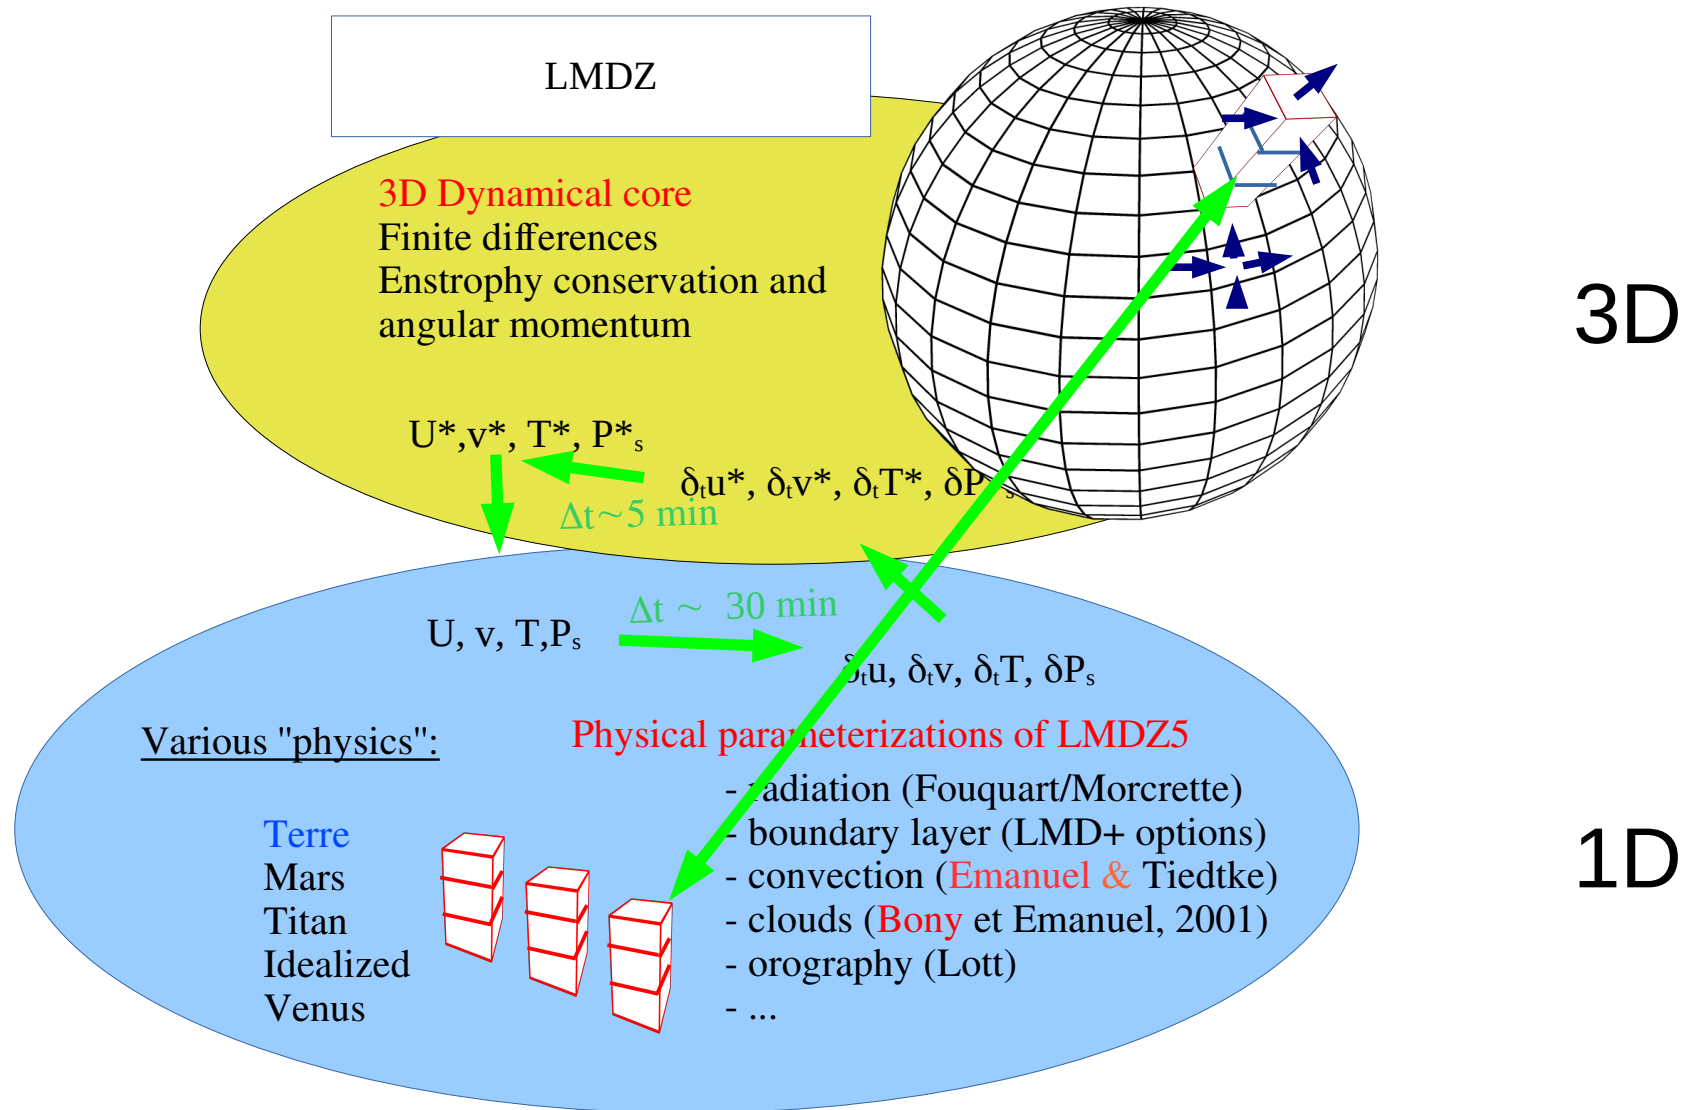 LMDZ
3D Dynamical core
Finite differences
Enstrophy conservation and
angular momentum
3D
U*,v*, T*, P*ₛ
δₜu*, δₜv*, δₜT*, δP
Δt~5 min
Δt ~ 30 min
U, v, T,Pₛ
δₜu, δₜv, δₜT, δPₛ
Various "physics":
Physical parameterizations of LMDZ5
- radiation (Fouquart/Morcrette)
Terre
- boundary layer (LMD+ options)
1D
Mars
- convection (Emanuel & Tiedtke)
Titan
- clouds (Bony et Emanuel, 2001)
Idealized
- orography (Lott)
Venus
- ...